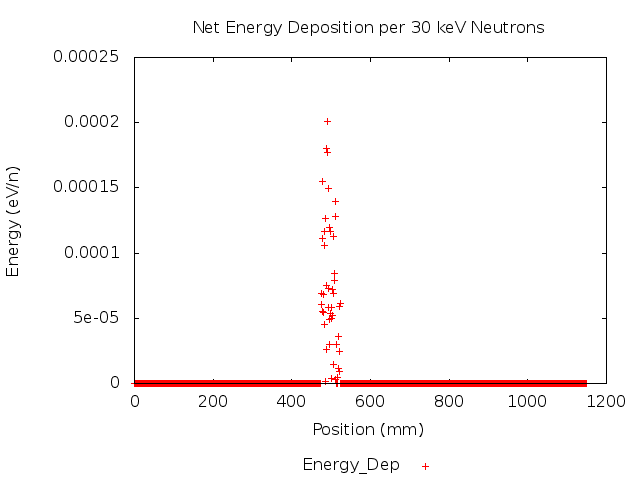 Net Energy Deposition per 30 keV Neutrons
0.00025
0.0002
0.00015
0.0001
5e-05
0
Energy (eV/n)
0 200 400 600 800 1000 1200
Position (mm)
Energy_Dep